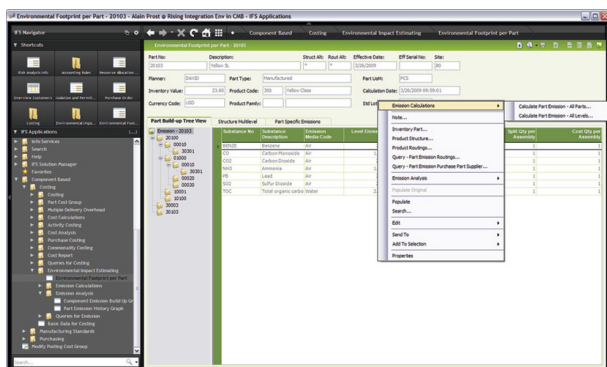 Environmental Footprint per Part - 20103 - Alain Prost @ Rising Integration Env in CMB - IFS Applications
IFS Navigator
Component Based
Costing
Environmental Impact Estimating
Environmental Footprint per Part
Shortcuts
Environmental Footprint per Part - 20103
Part No:
Description:
Struct Alt:
Rout Alt:
Effective Date:
Eff Serial No:
Site:
20103
*
*
3/26/2009
Planner:
DAVID
Part Type:
Manufactured
Part UoM:
PCS
Inventory Value:
Product Code:
300
Yellow Class
Calculation Date:
3/26/2009
Currency Code:
USD
Product Family:
Std Lot
Purchase Order
Costing
Part Build-up Tree View
Structure Multilevel
Part Specific Emissions
Emission - 20103
20100
00010
30301
01000
00010
30301
00020
00030
10001
10100
30003
30103
Substance No
Substance Description
Emission Media Code
Split Qty per Assembly
Cost Qty per Assembly
Benzene
Air
CO
Carbon Monoxide
Air
CO2
Carbon Dioxide
Air
NH3
Ammonia
Air
PB
Lead
Air
SO2
Sulfur Dioxide
Air
TOC
Total organic carbo
Water
Emission Calculations
Calculate Part Emission - All Parts...
Calculate Part Emission - All Levels...
Note...
Inventory Part...
Product Structure...
Product Routings...
Query - Part Emission Routings...
Query - Part Emission Purchase Part Supplier...
Emission Analysis
Populate Original
Populate
Search...
Edit
Send To
Add To Selection
Properties
IFS Applications
Info Services
Search
Help
IFS Solution Manager
Favorites
Component Based
Costing
Costing
Part Cost Group
Multiple Delivery Overhead
Cost Calculations
Activity Costing
Cost Analysis
Purchase Costing
Commonality Costing
Cost Report
Queries for Costing
Environmental Impact Estimating
Environmental Footprint per Part
Emission Calculations
Emission Analysis
Component Emission Build Up Gr
Part Emission History Graph
Queries for Emission
Basic Data for Costing
Manufacturing Standards
Purchasing
Modify Posting Cost Group
Search...